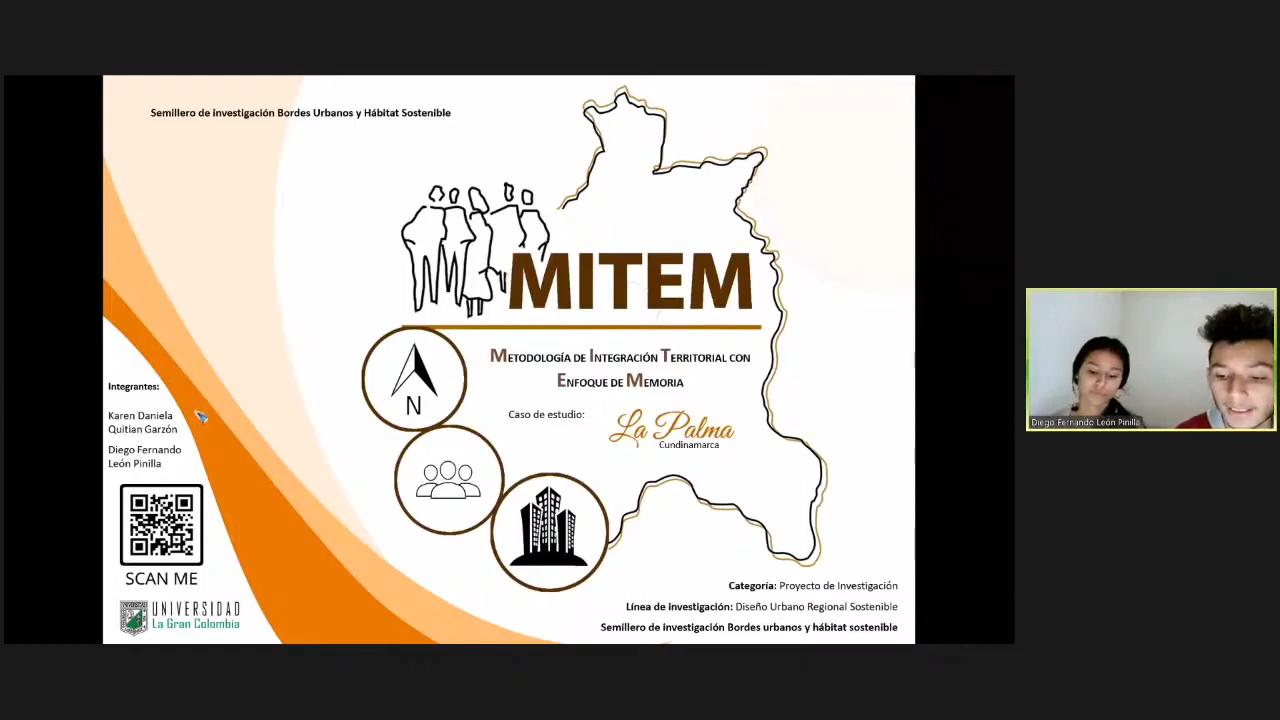 Semillero de investigación Bordes Urbanos y Hábitat Sostenible
MITEM
METODOLOGÍA DE INTEGRACIÓN TERRITORIAL CON
ENFOQUE DE MEMORIA
N
Caso de estudio:
La Palma
Cundinamarca
Integrantes:
Karen Daniela
Quitian Garzón
Diego Fernando
León Pinilla
SCAN ME
UNIVERSIDAD
La Gran Colombia
Categoría: Proyecto de Investigación
Línea de investigación: Diseño Urbano Regional Sostenible
Semillero de investigación Bordes urbanos y hábitat sostenible
Diego Fernando León Pinilla